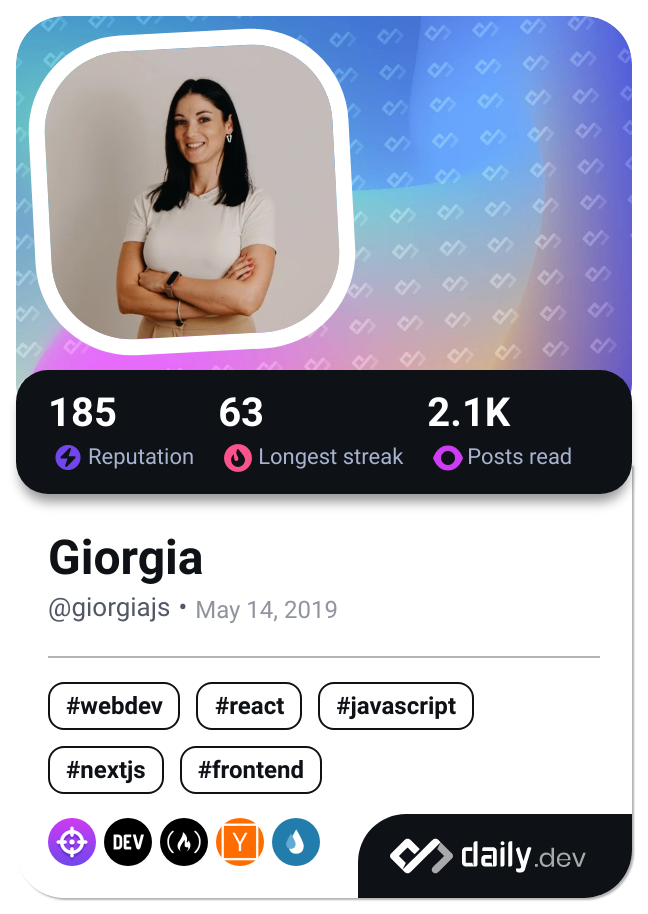 185 63 2.1K
Reputation Longest streak Posts read
Giorgia
@giorgiajs • May 14, 2019
#webdev #react #javascript
#nextjs #frontend
DEV Y daily.dev